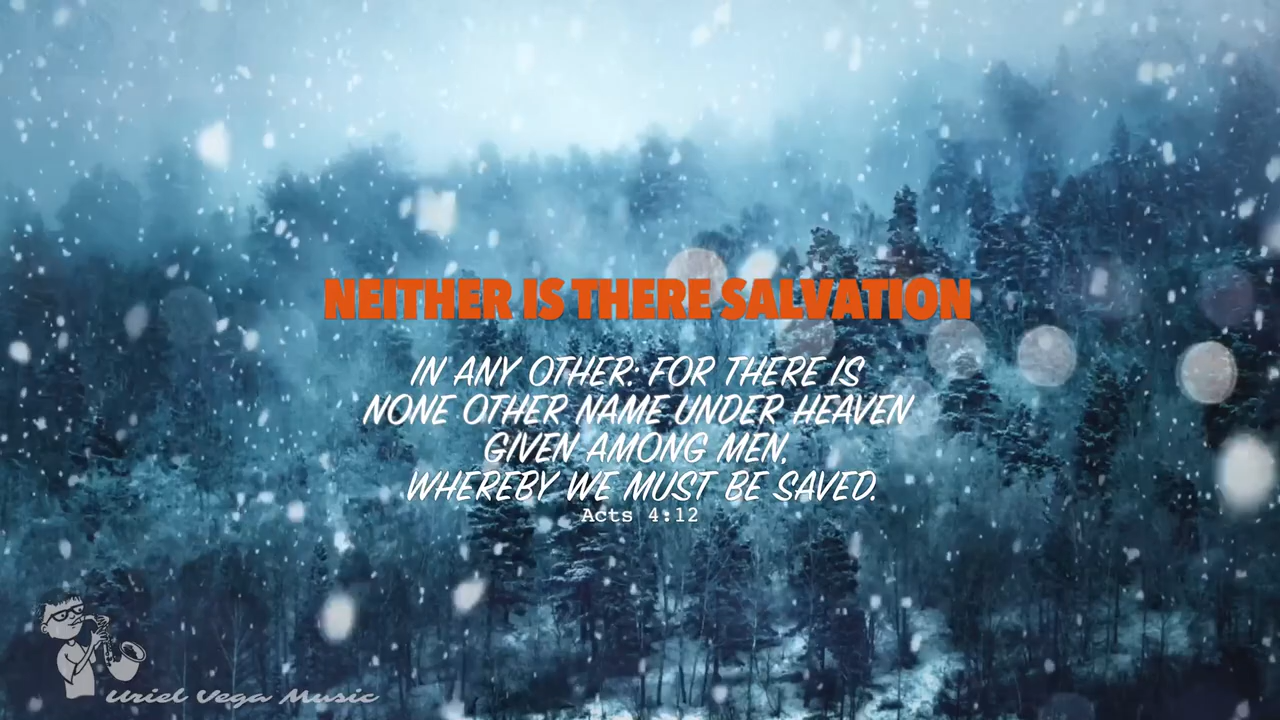 NEITHER IS THERE SALVATION
IN ANY OTHER: FOR THERE IS
NONE OTHER NAME UNDER HEAVEN
GIVEN AMONG MEN,
WHEREBY WE MUST BE SAVED.
Acts 4:12
Uriel Vega Music